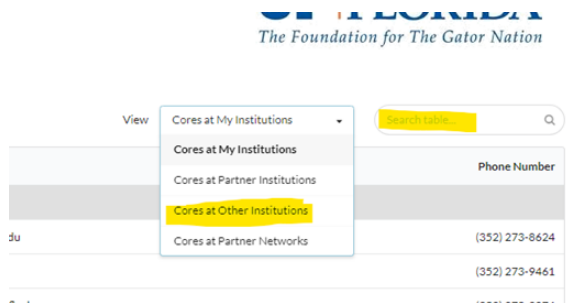 The Foundation for The Gator Nation
View Cores at My Institutions Search table...
Cores at My Institutions
Phone Number
Cores at Partner Institutions
Cores at Other Institutions
Cores at Partner Networks
du (352) 273-8624
(352) 273-9461